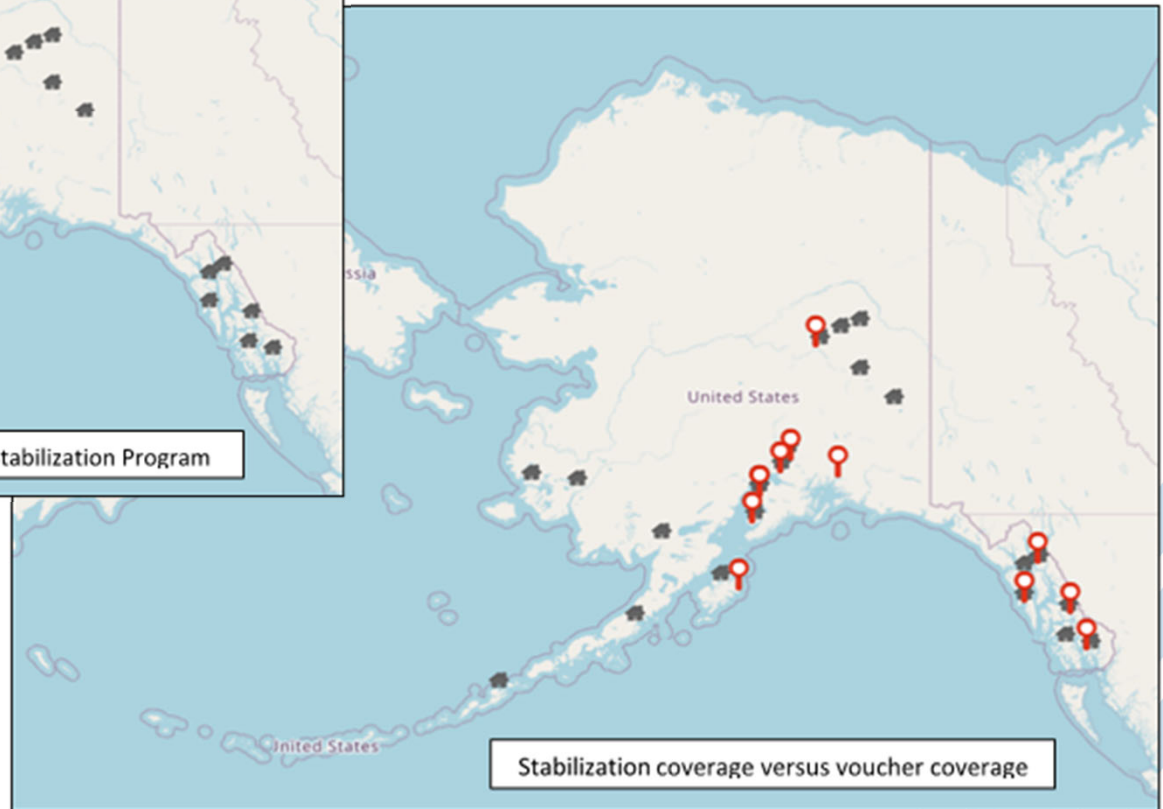 ssia
United States
tabilization Program
United States
Stabilization coverage versus voucher coverage